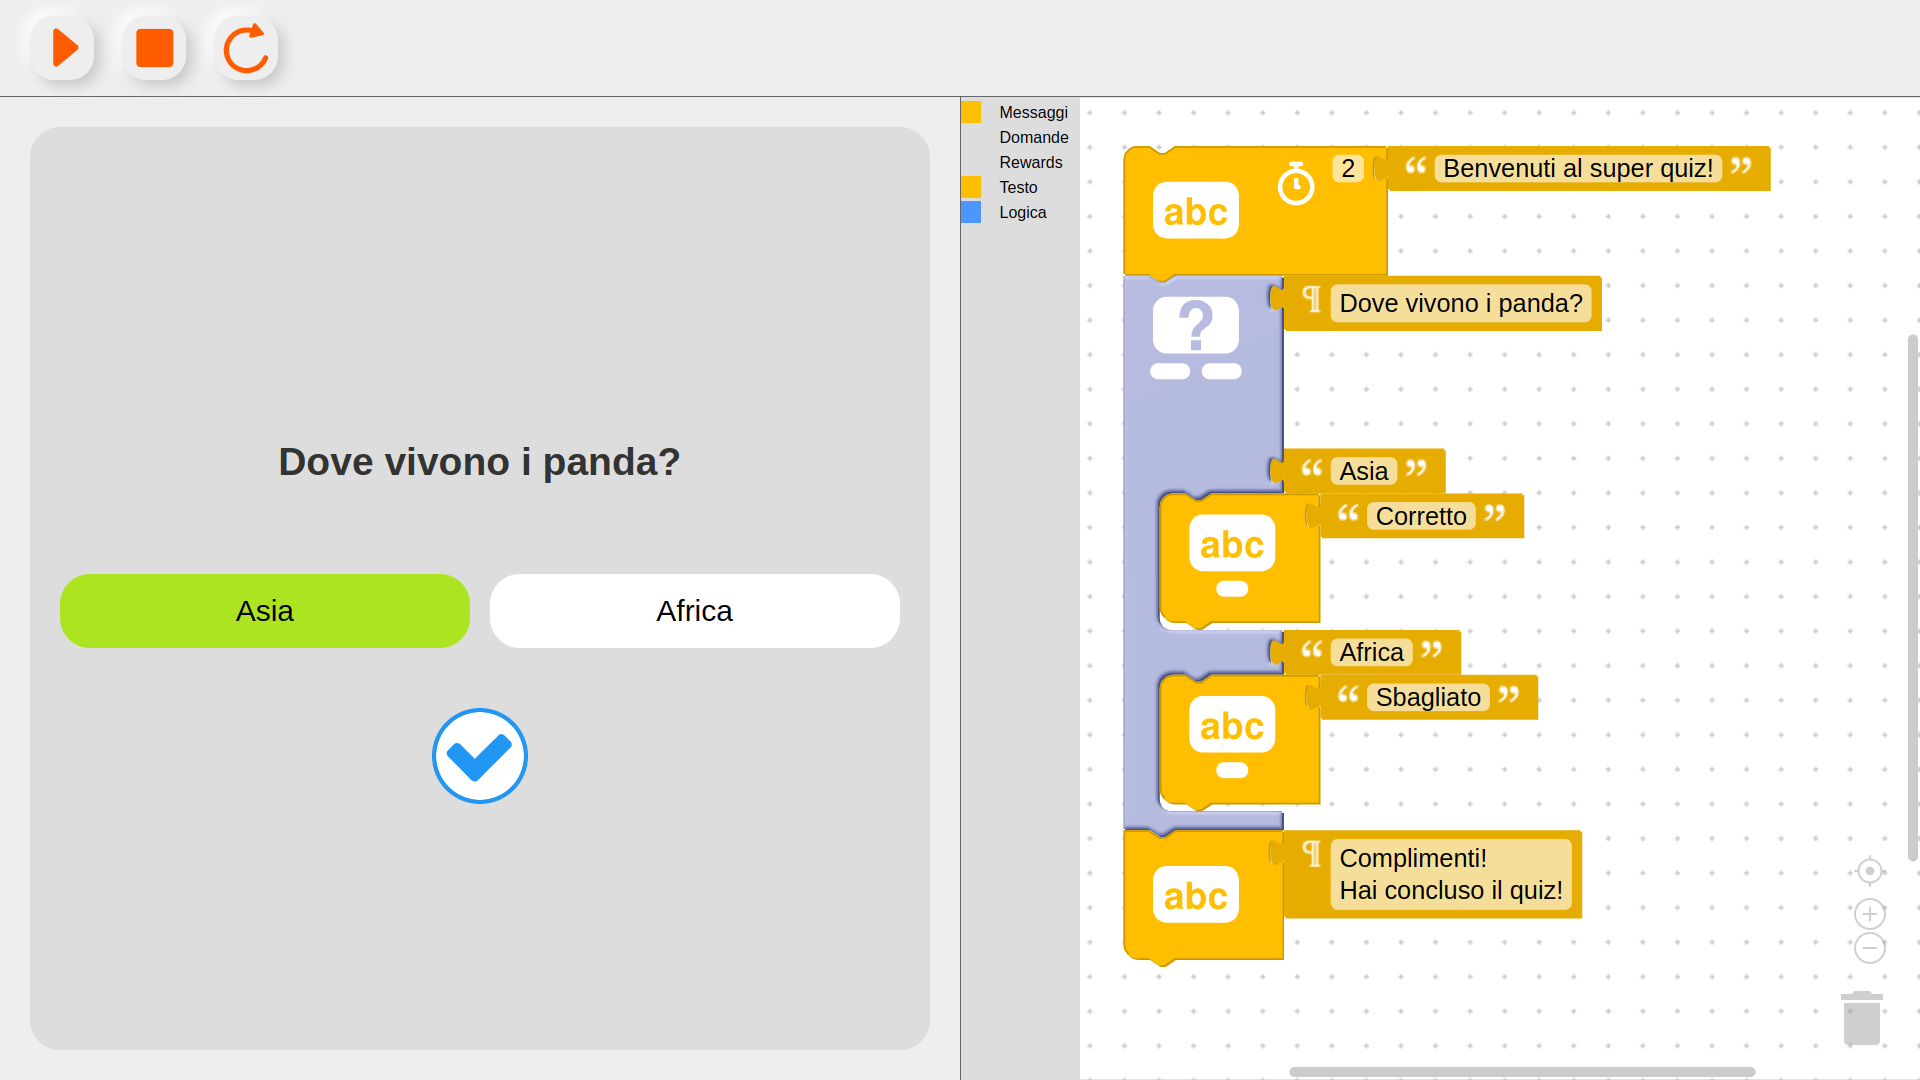 Dove vivono i panda?
Asia
Africa
Messaggi
Domande
Rewards
Testo
Logica
abc
2
“ Benvenuti al super quiz! ”
?
¶ Dove vivono i panda?
“ Asia ”
abc
“ Corretto ”
“ Africa ”
abc
“ Sbagliato ”
abc
¶ Complimenti!
Hai concluso il quiz!